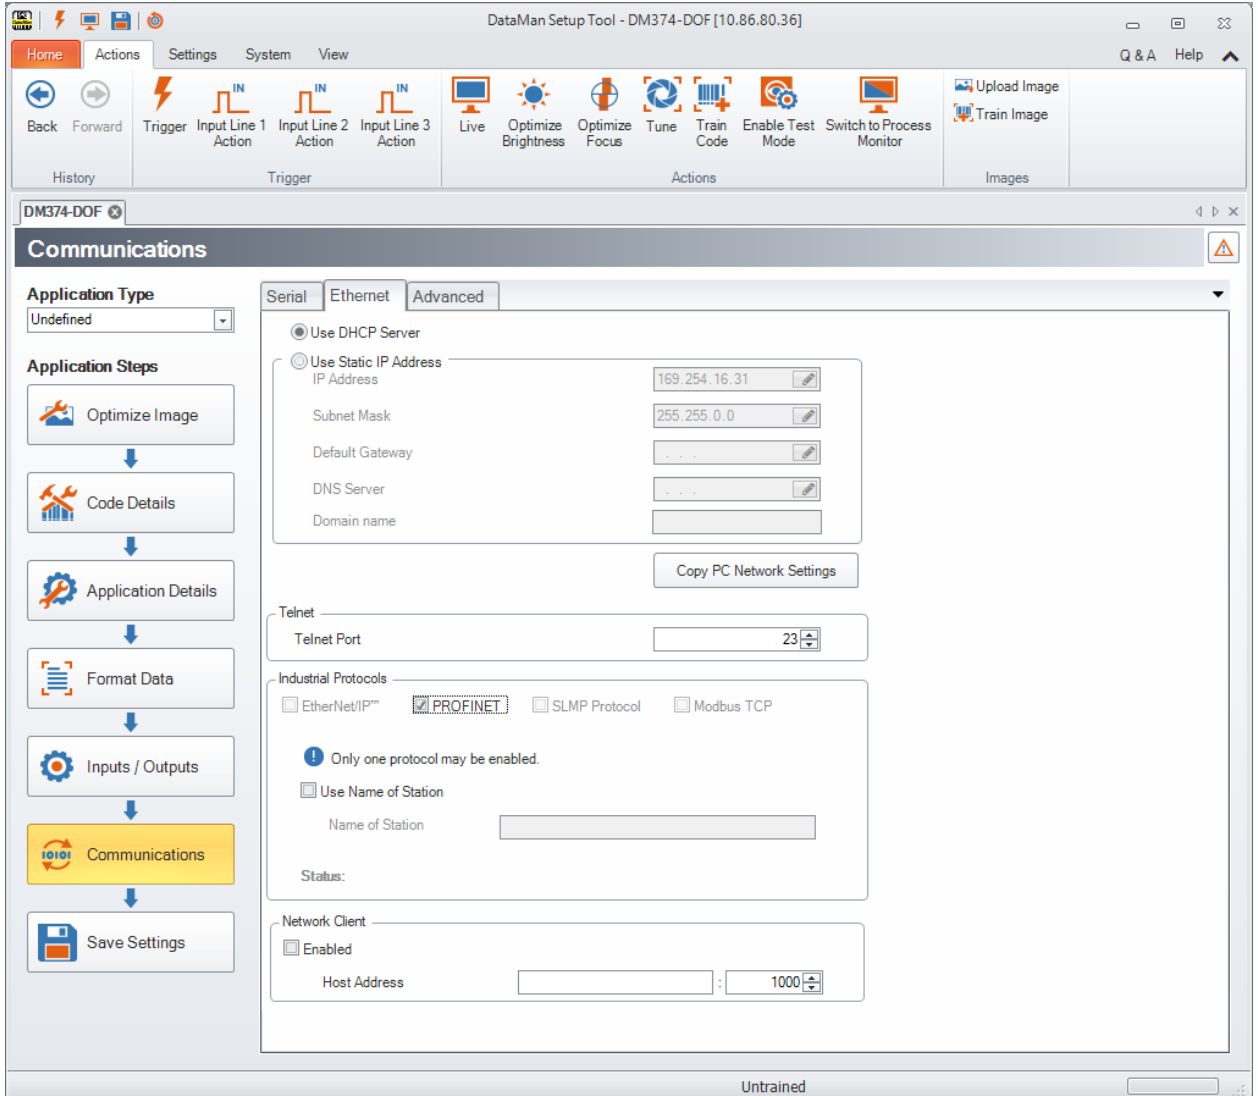 DataMan Setup Tool - DM374-DOF [10.86.80.36]
Home Actions Settings System View Q & A Help
Back Forward Trigger Input Line 1 Action Input Line 2 Action Input Line 3 Action Live Optimize Brightness Optimize Focus Tune Train Code Enable Test Mode Switch to Process Monitor
Upload Image
Train Image
History Trigger Actions Images
DM374-DOF
Communications
Application Type
Undefined
Application Steps
Optimize Image
Code Details
Application Details
Format Data
Inputs / Outputs
Communications
Save Settings
Serial Ethernet Advanced
Use DHCP Server
Use Static IP Address
IP Address 169.254.16.31
Subnet Mask 255.255.0.0
Default Gateway . . .
DNS Server . . .
Domain name
Copy PC Network Settings
Telnet
Telnet Port 23
Industrial Protocols
EtherNet/IP™ PROFINET SLMP Protocol Modbus TCP
Only one protocol may be enabled.
Use Name of Station
Name of Station
Status:
Network Client
Enabled
Host Address : 1000
Untrained